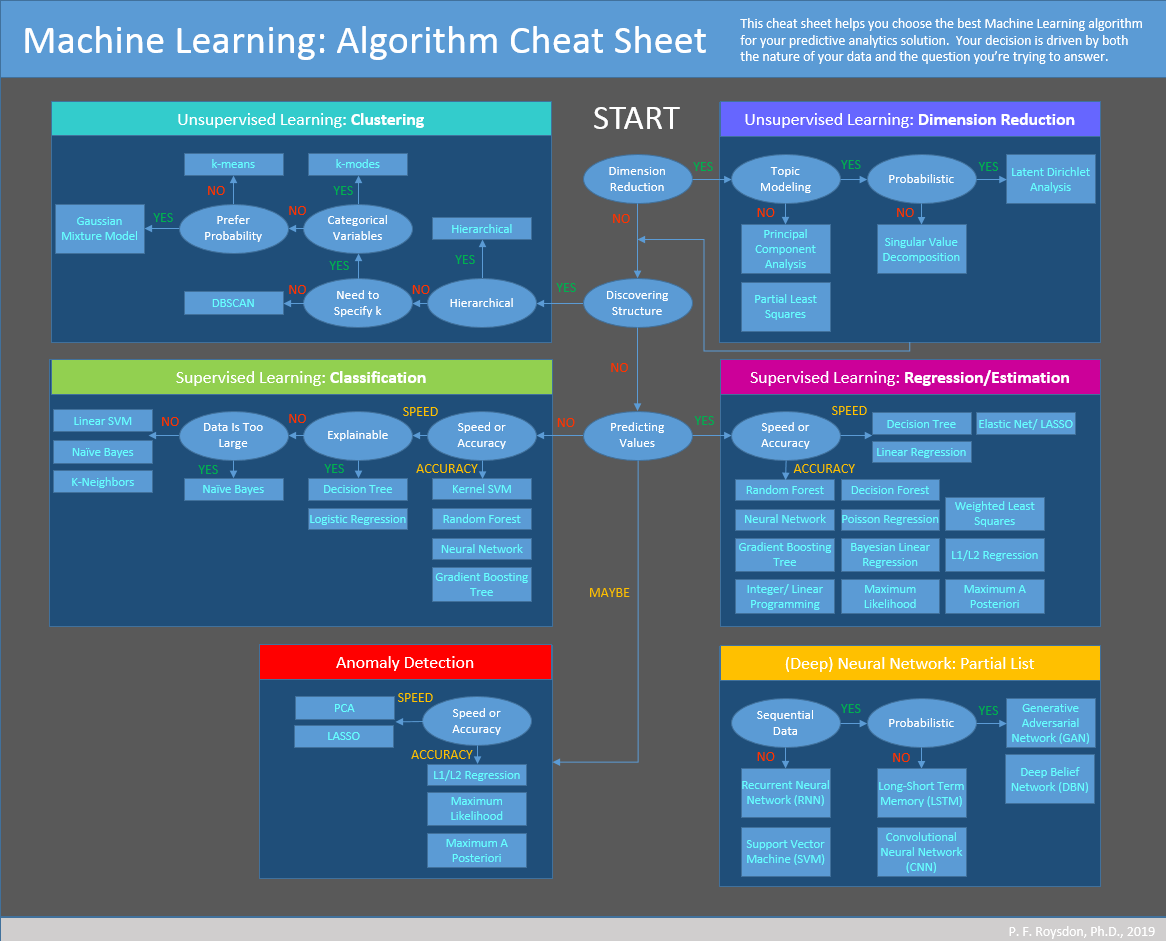 Machine Learning: Algorithm Cheat Sheet
This cheat sheet helps you choose the best Machine Learning algorithm
for your predictive analytics solution. Your decision is driven by both
the nature of your data and the question you're trying to answer.
START
Dimension
Reduction
YES
NO
Discovering
Structure
YES
NO
Predicting
Values
NO
YES
MAYBE
Unsupervised Learning: Clustering
k-means
k-modes
NO
YES
Gaussian
Mixture Model
YES
Prefer
Probability
NO
Categorical
Variables
Hierarchical
YES
YES
DBSCAN
NO
Need to
Specify k
NO
Hierarchical
Unsupervised Learning: Dimension Reduction
Topic
Modeling
YES
Probabilistic
YES
Latent Dirichlet
Analysis
NO
NO
Principal
Component
Analysis
Singular Value
Decomposition
Partial Least
Squares
Supervised Learning: Classification
Linear SVM
Naïve Bayes
K-Neighbors
NO
Data Is Too
Large
NO
Explainable
SPEED
Speed or
Accuracy
YES
YES
ACCURACY
Naïve Bayes
Decision Tree
Logistic Regression
Kernel SVM
Random Forest
Neural Network
Gradient Boosting
Tree
Supervised Learning: Regression/Estimation
Speed or
Accuracy
SPEED
Decision Tree
Elastic Net/ LASSO
Linear Regression
ACCURACY
Random Forest
Decision Forest
Neural Network
Poisson Regression
Weighted Least
Squares
Gradient Boosting
Tree
Bayesian Linear
Regression
L1/L2 Regression
Integer/ Linear
Programming
Maximum
Likelihood
Maximum A
Posteriori
Anomaly Detection
PCA
LASSO
SPEED
Speed or
Accuracy
ACCURACY
L1/L2 Regression
Maximum
Likelihood
Maximum A
Posteriori
(Deep) Neural Network: Partial List
Sequential
Data
YES
Probabilistic
YES
Generative
Adversarial
Network (GAN)
NO
NO
Deep Belief
Network (DBN)
Recurrent Neural
Network (RNN)
Long-Short Term
Memory (LSTM)
Support Vector
Machine (SVM)
Convolutional
Neural Network
(CNN)
P. F. Roysdon, Ph.D., 2019